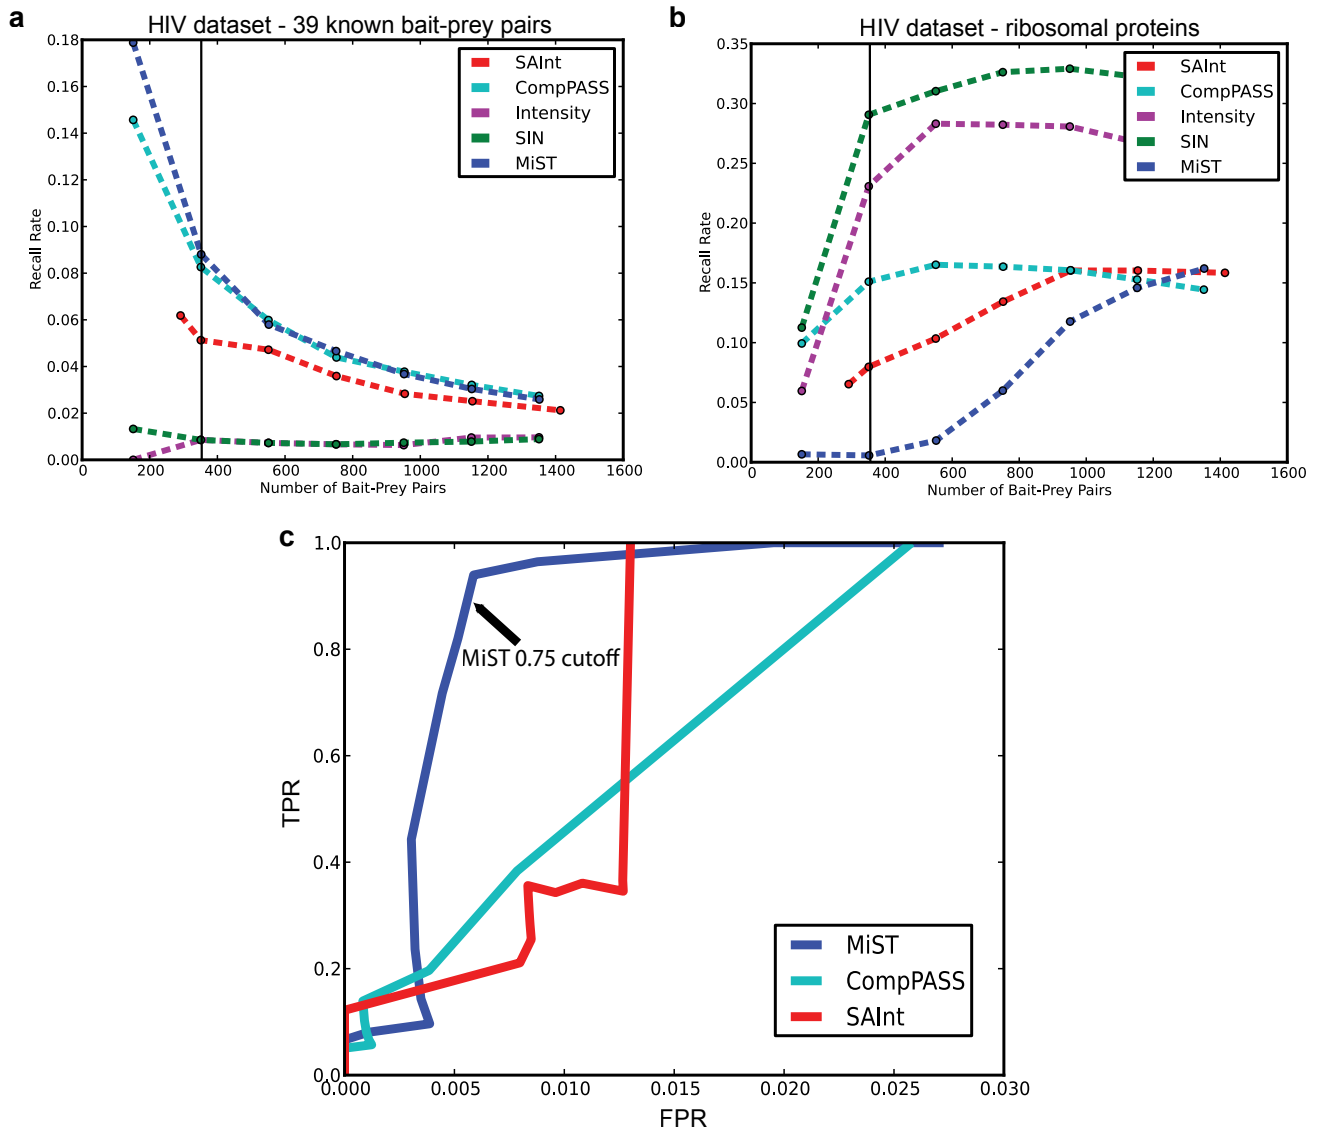 a
HIV dataset - 39 known bait-prey pairs
0.18
0.16
0.14
0.12
0.10
0.08
0.06
0.04
0.02
0.00
Recall Rate
0
200
400
600
800
1000
1200
1400
1600
Number of Bait-Prey Pairs
SAInt
CompPASS
Intensity
SIN
MiST
b
HIV dataset - ribosomal proteins
0.35
0.30
0.25
0.20
0.15
0.10
0.05
0.00
Recall Rate
0
200
400
600
800
1000
1200
1400
1600
Number of Bait-Prey Pairs
SAInt
CompPASS
Intensity
SIN
MiST
c
1.0
0.8
0.6
0.4
0.2
0.0
TPR
0.000
0.005
0.010
0.015
0.020
0.025
0.030
FPR
MiST 0.75 cutoff
MiST
CompPASS
SAInt